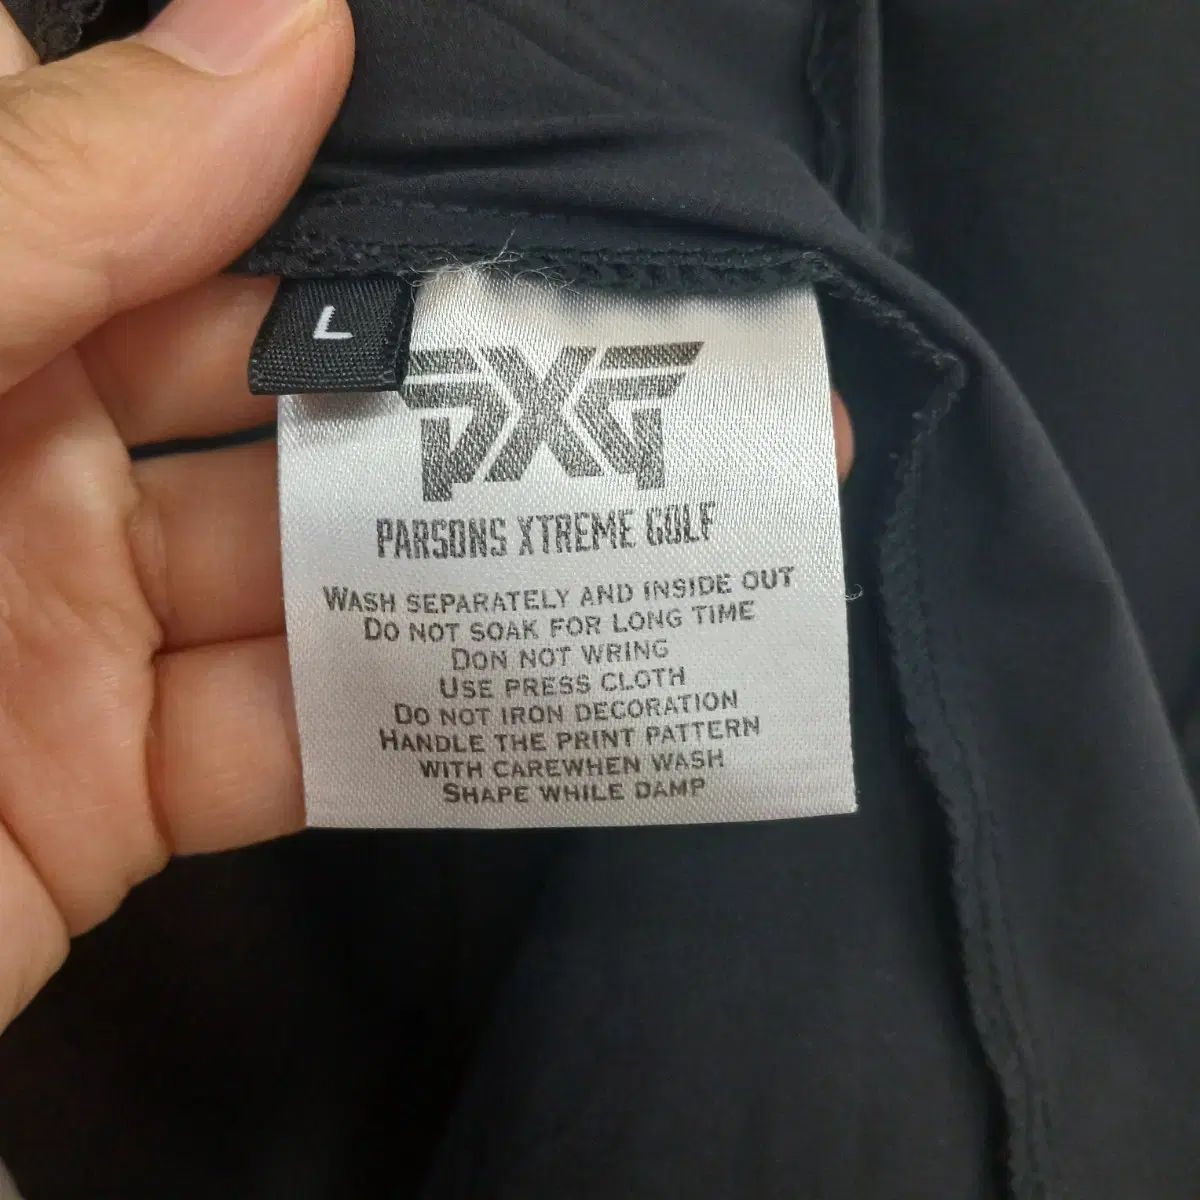 L
PXG
PARSONS XTREME GOLF
WASH SEPARATELY AND INSIDE OUT
DO NOT SOAK FOR LONG TIME
DON NOT WRING
USE PRESS CLOTH
DO NOT IRON DECORATION
HANDLE THE PRINT PATTERN
WITH CAREWHEN WASH
SHAPE WHILE DAMP